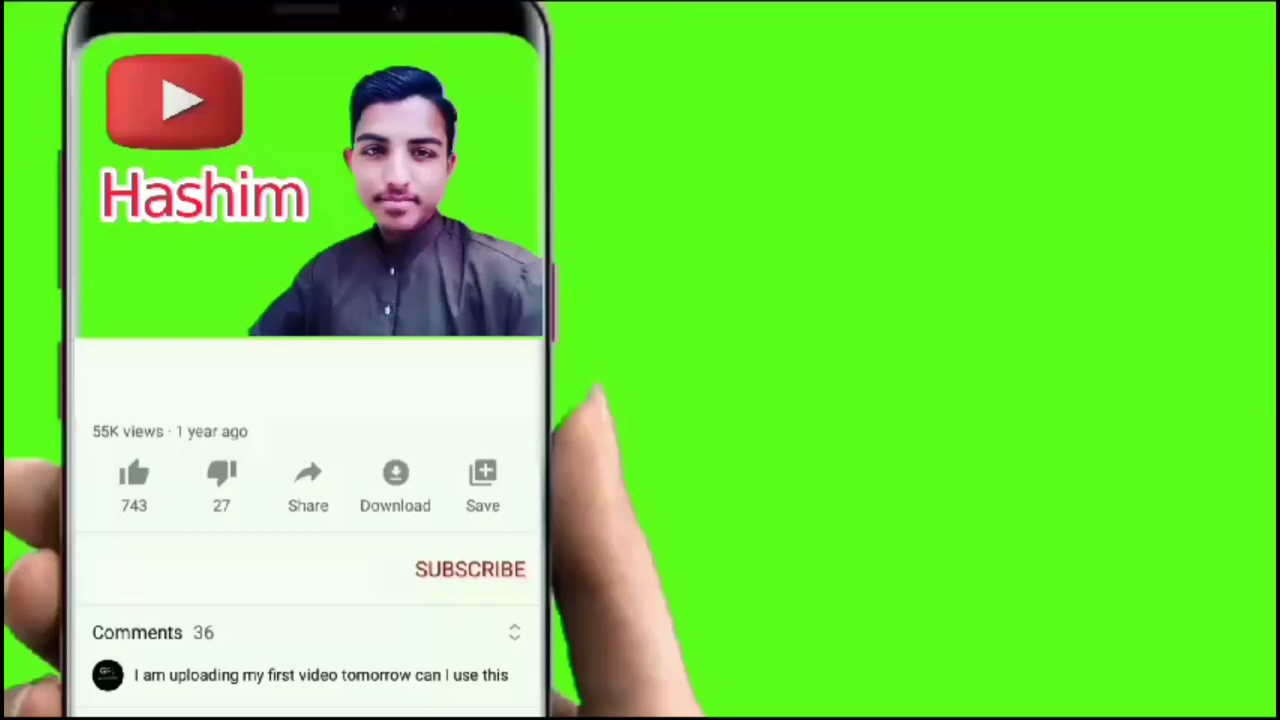 Hashim
55K views · 1 year ago
743
27
Share
Download
Save
SUBSCRIBE
Comments 36
I am uploading my first video tomorrow can I use this